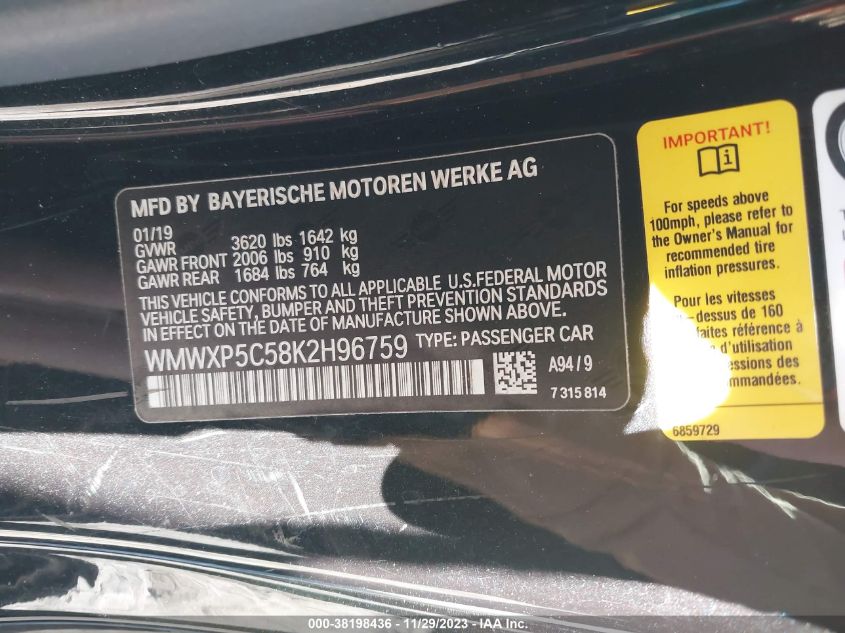 MFD BY BAYERISCHE MOTOREN WERKE AG
01/19
GVWR 3620 lbs 1642 kg
GAWR FRONT 2006 lbs 910 kg
GAWR REAR 1684 lbs 764 kg
THIS VEHICLE CONFORMS TO ALL APPLICABLE U.S.FEDERAL MOTOR
VEHICLE SAFETY, BUMPER AND THEFT PREVENTION STANDARDS
IN EFFECT ON THE DATE OF MANUFACTURE SHOWN ABOVE.
WMWXP5C58K2H96759 TYPE: PASSENGER CAR
A94/9
7 315 814
IMPORTANT!
For speeds above
100mph, please refer to
the Owner's Manual for
recommended tire
inflation pressures.
Pour les vitesses
-dessus de 160
faites référence à
d'utilisation
essions des
commandées.
6859729
000-38198436 - 11/29/2023 - IAA Inc.